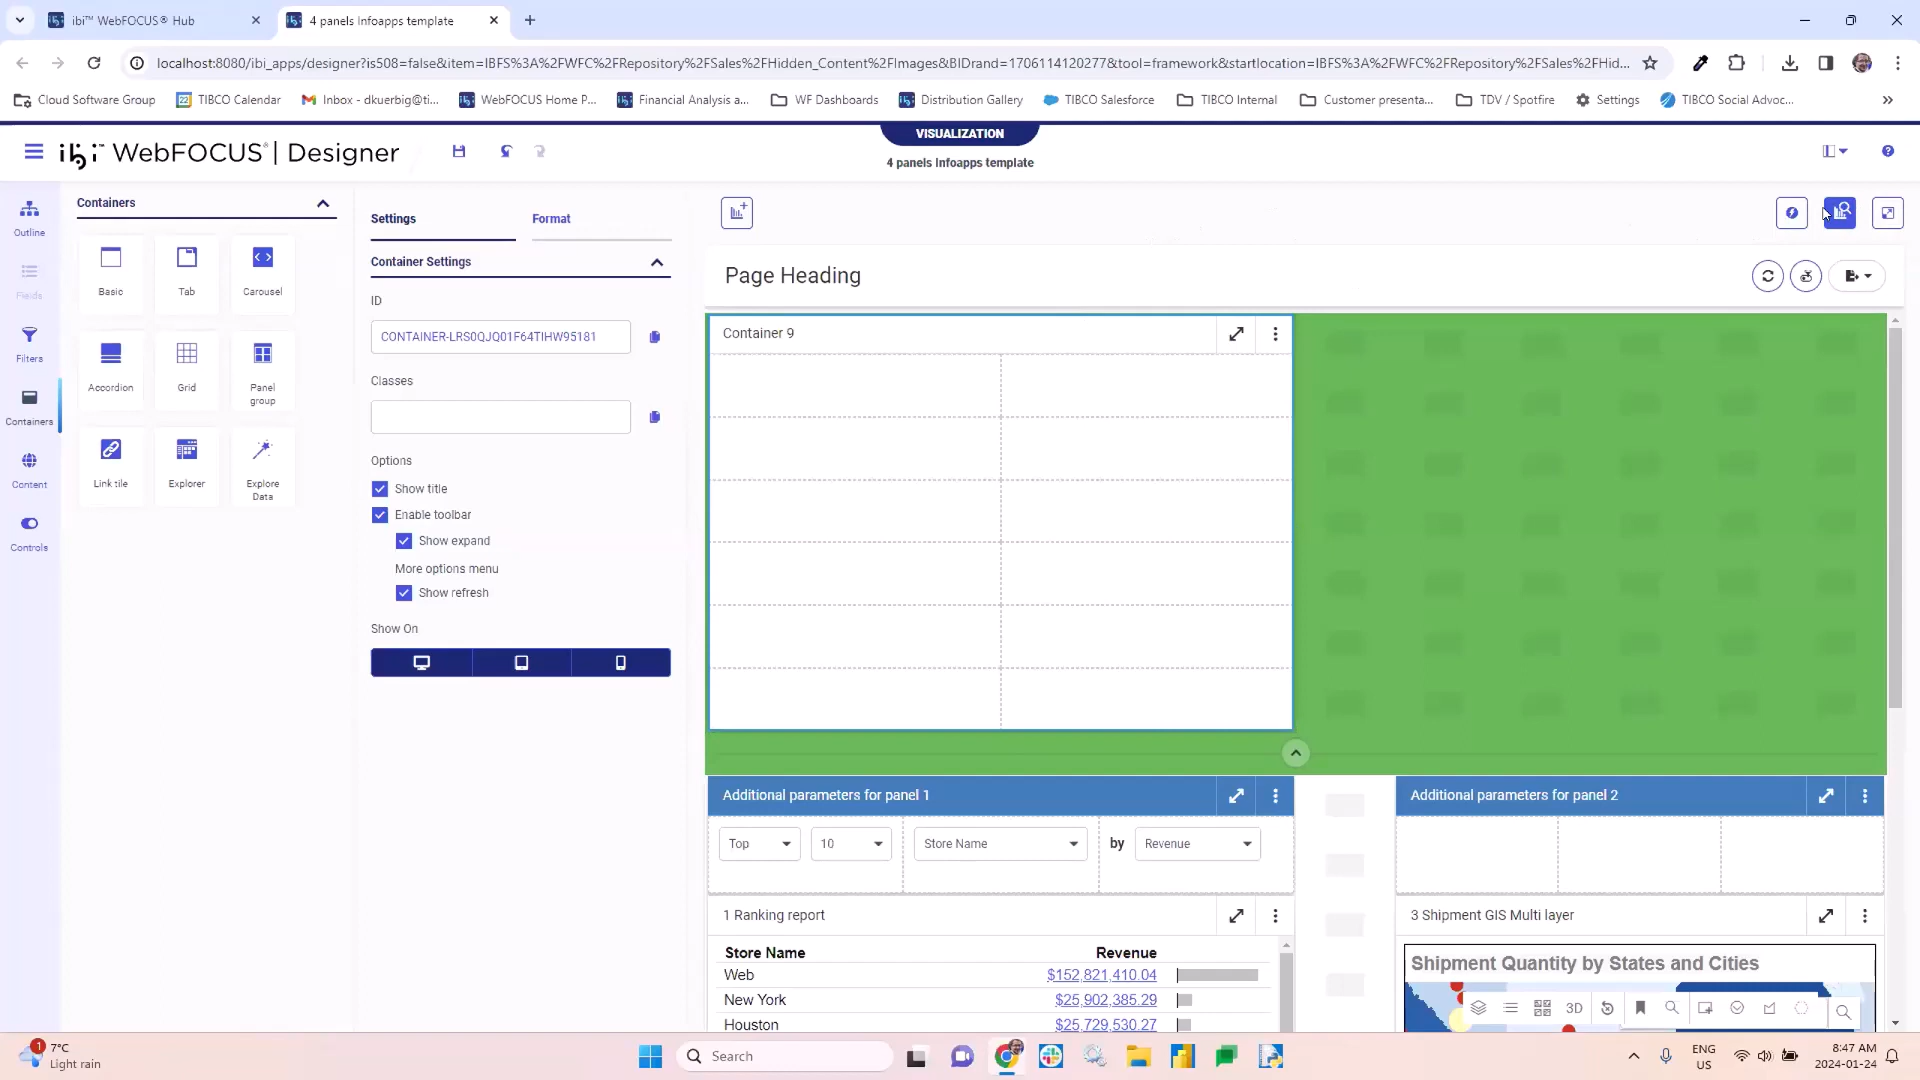 ibi™ WebFOCUS® Hub
4 panels Infoapps template
localhost:8080/ibi_apps/designer?is508=false&item=IBFS%3A%2FWFC%2FRepository%2FSales%2FHidden_Content%2FImages&BIDrand=1706114120277&tool=framework&startlocation=IBFS%3A%2FWFC%2FRepository%2FSales%2FHid...
Cloud Software Group
TIBCO Calendar
Inbox - dkuerbig@ti...
WebFOCUS Home P...
Financial Analysis a...
WF Dashboards
Distribution Gallery
TIBCO Salesforce
TIBCO Internal
Customer presenta...
TDV / Spotfire
Settings
TIBCO Social Advoc...
ibi™ WebFOCUS® | Designer
VISUALIZATION
4 panels Infoapps template
Outline
Fields
Filters
Containers
Content
Controls
Containers
Basic
Tab
Carousel
Accordion
Grid
Panel group
Link tile
Explorer
Explore Data
Settings
Format
Container Settings
ID
CONTAINER-LRS0QJQ01F64TIHW95181
Classes
Options
Show title
Enable toolbar
Show expand
More options menu
Show refresh
Show On
Page Heading
Container 9
Additional parameters for panel 1
Top
10
Store Name
by
Revenue
Additional parameters for panel 2
1 Ranking report
Store Name Revenue
Web $152,821,410.04
New York $25,902,385.29
Houston $25,729,530.27
3 Shipment GIS Multi layer
Shipment Quantity by States and Cities
3D
1
7°C
Light rain
Search
ENG
US
8:47 AM
2024-01-24